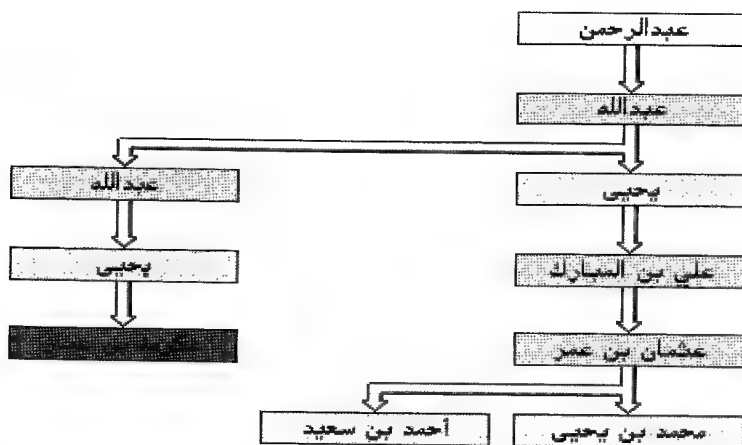 عبدالرحمن
عبدالله
عبدالله
يحيى
يحيى
علي بن المبارك
عثمان بن عمر
أحمد بن سعيد
محمد بن يحيى